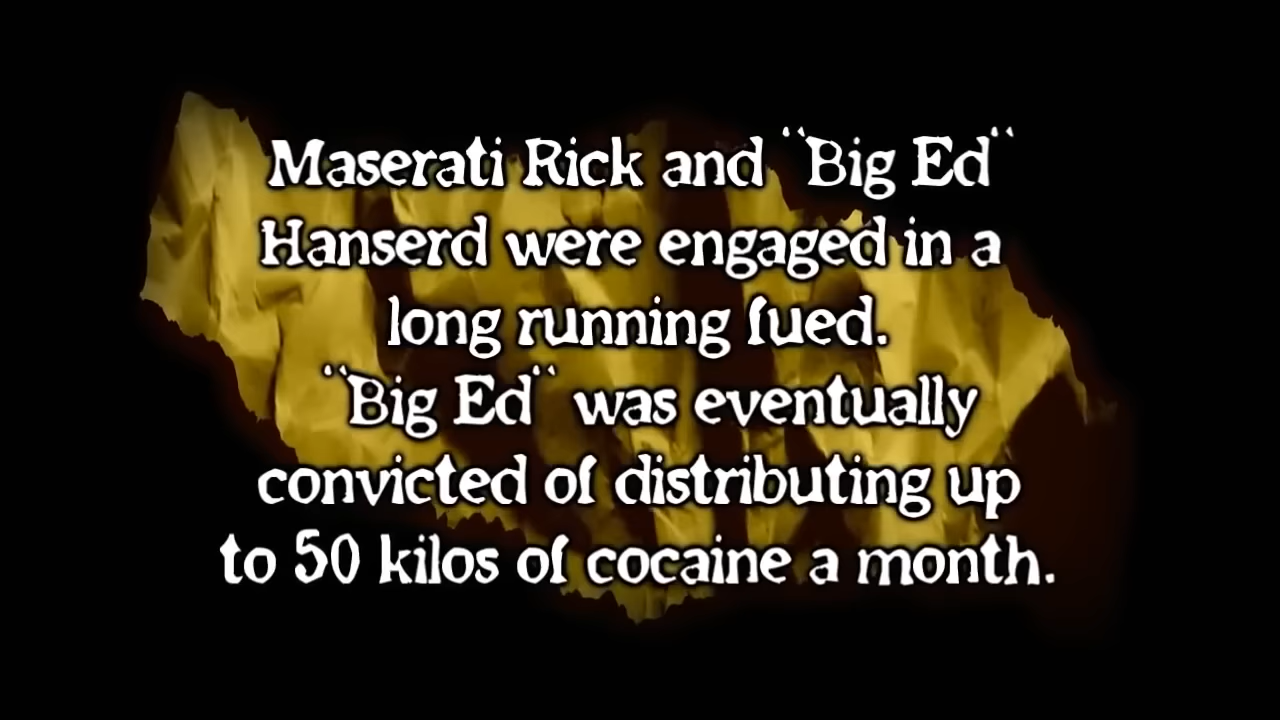 Maserati Rick and ¨Big Ed¨
Hanserd were engaged in a
long running fued.
¨Big Ed¨ was eventually
convicted of distributing up
to 50 kilos of cocaine a month.